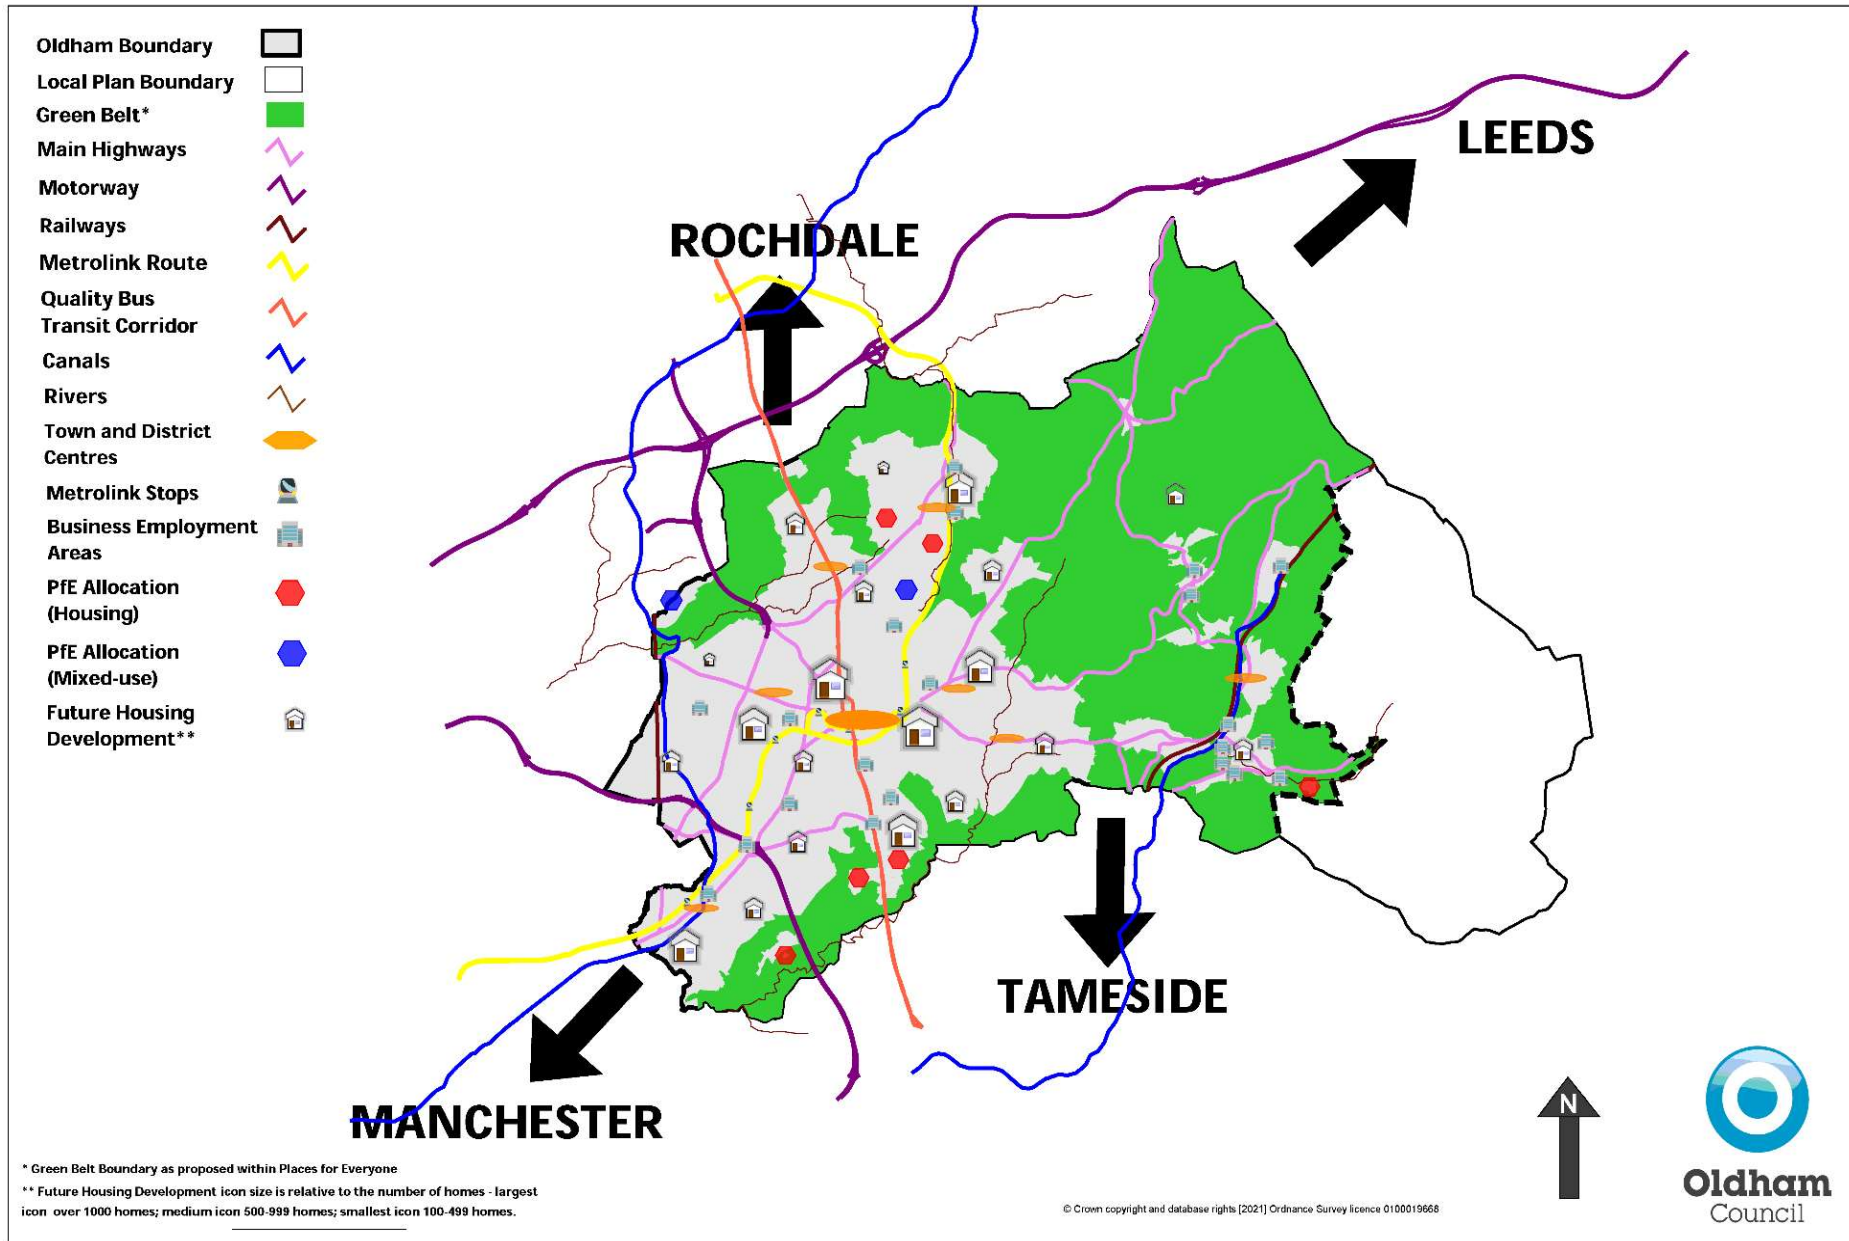 Oldham Boundary
Local Plan Boundary
Green Belt*
Main Highways
Motorway
Railways
Metrolink Route
Quality Bus
Transit Corridor
Canals
Rivers
Town and District
Centres
Metrolink Stops
Business Employment
Areas
PfE Allocation
(Housing)
PfE Allocation
(Mixed-use)
Future Housing
Development**
LEEDS
ROCHDALE
TAMESIDE
MANCHESTER
* Green Belt Boundary as proposed within Places for Everyone
** Future Housing Development icon size is relative to the number of homes - largest
icon over 1000 homes; medium icon 500-999 homes; smallest icon 100-499 homes.
© Crown copyright and database rights [2021] Ordnance Survey licence 0100019668
N
Oldham
Council